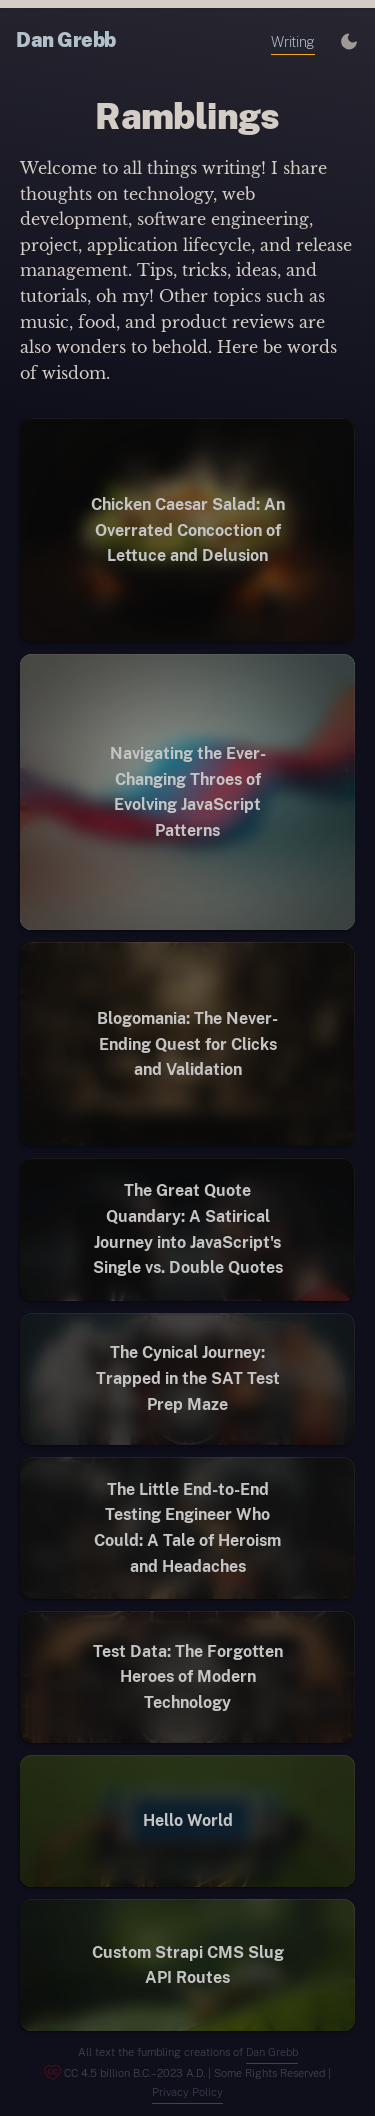 Dan Grebb
Writing
Ramblings
Welcome to all things writing! I share
thoughts on technology, web
development, software engineering,
project, application lifecycle, and release
management. Tips, tricks, ideas, and
tutorials, oh my! Other topics such as
music, food, and product reviews are
also wonders to behold. Here be words
of wisdom.
Chicken Caesar Salad: An
Overrated Concoction of
Lettuce and Delusion
Navigating the Ever-
Changing Throes of
Evolving JavaScript
Patterns
Blogomania: The Never-
Ending Quest for Clicks
and Validation
The Great Quote
Quandary: A Satirical
Journey into JavaScript's
Single vs. Double Quotes
The Cynical Journey:
Trapped in the SAT Test
Prep Maze
The Little End-to-End
Testing Engineer Who
Could: A Tale of Heroism
and Headaches
Test Data: The Forgotten
Heroes of Modern
Technology
Hello World
Custom Strapi CMS Slug
API Routes
All text the fumbling creations of Dan Grebb
CC 4.5 billion B.C.–2023 A.D. | Some Rights Reserved |
Privacy Policy